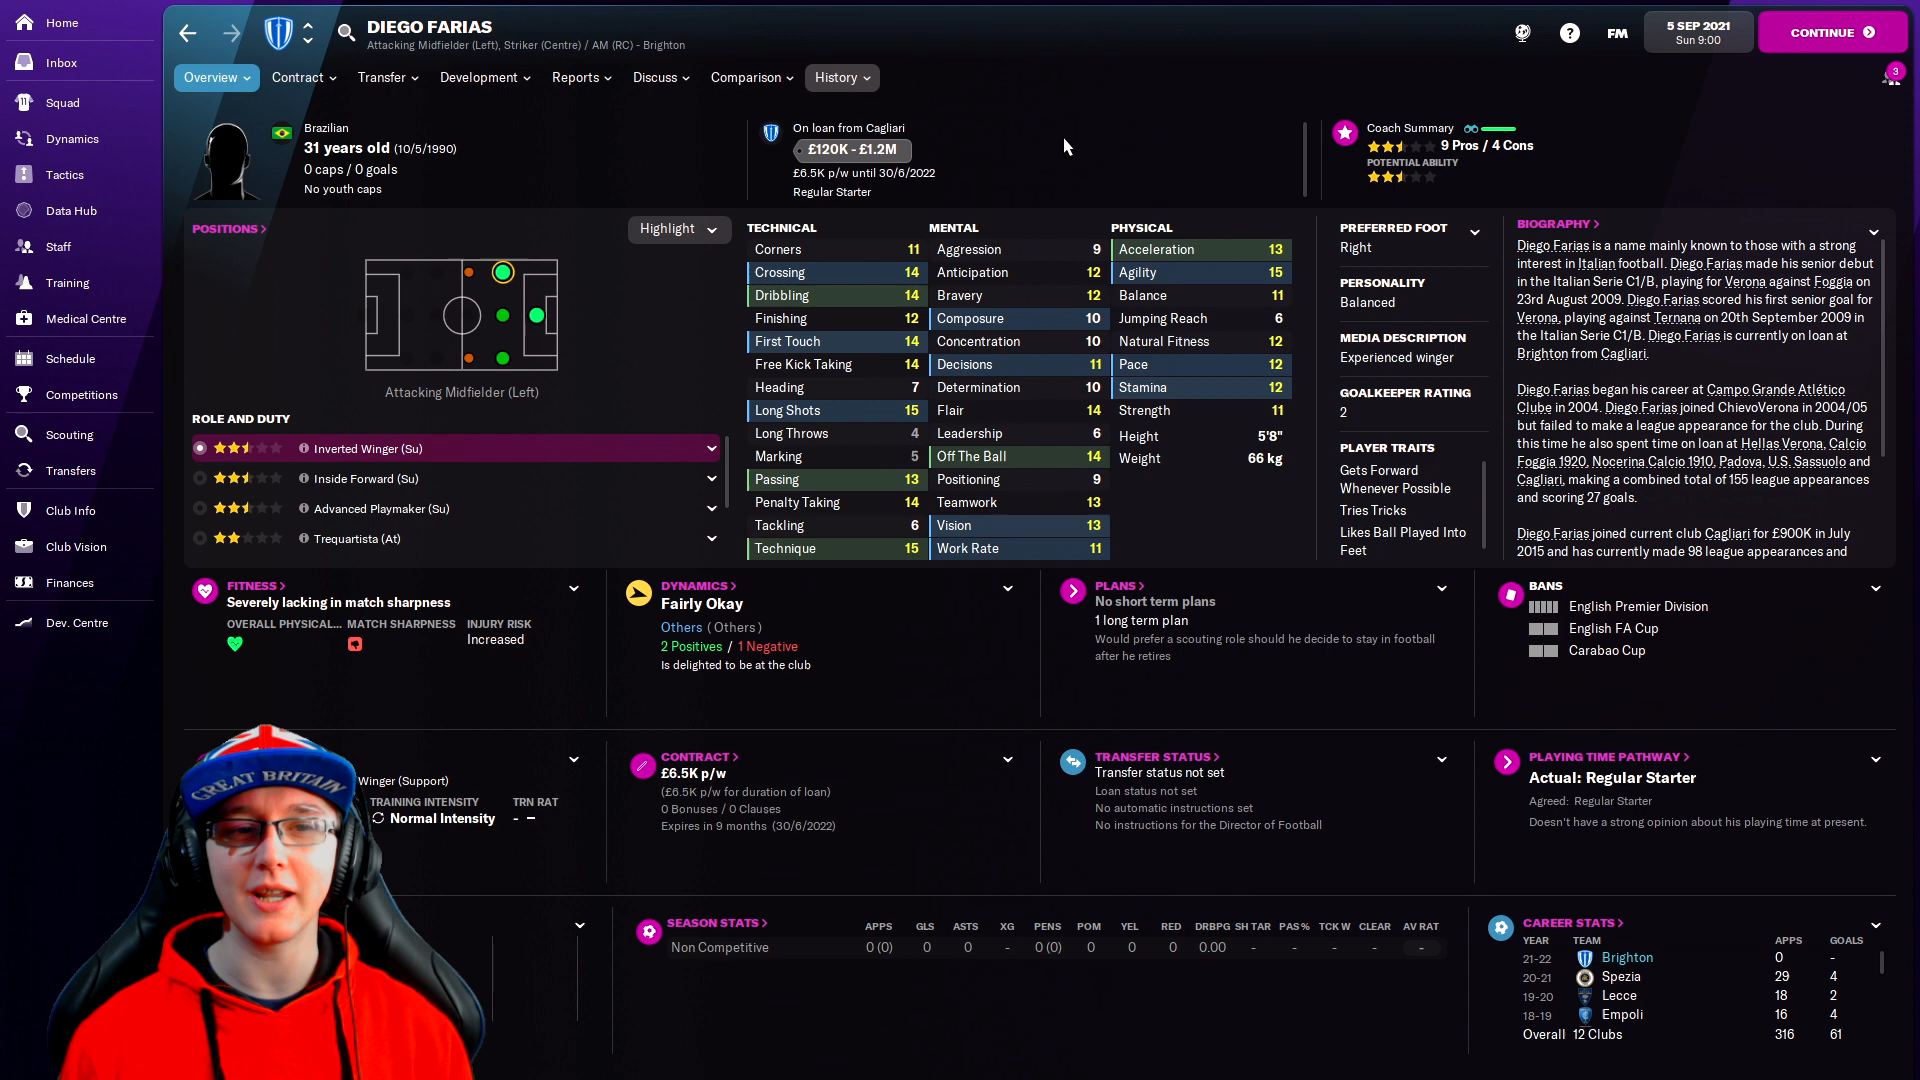 Home
Inbox
Squad
Dynamics
Tactics
Data Hub
Staff
Training
Medical Centre
Schedule
Competitions
Scouting
Transfers
Club Info
Club Vision
Finances
Dev. Centre
DIEGO FARIAS
Attacking Midfielder (Left), Striker (Centre) / AM (RC) - Brighton
? FM
5 SEP 2021
Sun 9:00
CONTINUE
Overview Contract Transfer Development Reports Discuss Comparison History
3
Brazilian
31 years old (10/5/1990)
0 caps / 0 goals
No youth caps
On loan from Cagliari
£120K - £1.2M
£6.5K p/w until 30/6/2022
Regular Starter
Coach Summary
9 Pros / 4 Cons
POTENTIAL ABILITY
POSITIONS >
Highlight
Attacking Midfielder (Left)
ROLE AND DUTY
Inverted Winger (Su)
Inside Forward (Su)
Advanced Playmaker (Su)
Trequartista (At)
TECHNICAL
Corners 11
Crossing 14
Dribbling 14
Finishing 12
First Touch 14
Free Kick Taking 14
Heading 7
Long Shots 15
Long Throws 4
Marking 5
Passing 13
Penalty Taking 14
Tackling 6
Technique 15
MENTAL
Aggression 9
Anticipation 12
Bravery 12
Composure 10
Concentration 10
Decisions 11
Determination 10
Flair 14
Leadership 6
Off The Ball 14
Positioning 9
Teamwork 13
Vision 13
Work Rate 11
PHYSICAL
Acceleration 13
Agility 15
Balance 11
Jumping Reach 6
Natural Fitness 12
Pace 12
Stamina 12
Strength 11
Height 5'8"
Weight 66 kg
PREFERRED FOOT
Right
PERSONALITY
Balanced
MEDIA DESCRIPTION
Experienced winger
GOALKEEPER RATING
2
PLAYER TRAITS
Gets Forward
Whenever Possible
Tries Tricks
Likes Ball Played Into
Feet
BIOGRAPHY >
Diego Farias is a name mainly known to those with a strong
interest in Italian football. Diego Farias made his senior debut
in the Italian Serie C1/B, playing for Verona against Foggia on
23rd August 2009. Diego Farias scored his first senior goal for
Verona, playing against Ternana on 20th September 2009 in
the Italian Serie C1/B. Diego Farias is currently on loan at
Brighton from Cagliari.
Diego Farias began his career at Campo Grande Atlético
Clube in 2004. Diego Farias joined ChievoVerona in 2004/05
but failed to make a league appearance for the club. During
this time he also spent time on loan at Hellas Verona, Calcio
Foggia 1920, Nocerina Calcio 1910, Padova, U.S. Sassuolo and
Cagliari, making a combined total of 155 league appearances
and scoring 27 goals.
Diego Farias joined current club Cagliari for £900K in July
2015 and has currently made 98 league appearances and
FITNESS >
Severely lacking in match sharpness
OVERALL PHYSICAL... MATCH SHARPNESS INJURY RISK
Increased
DYNAMICS >
Fairly Okay
Others ( Others )
2 Positives / 1 Negative
Is delighted to be at the club
PLANS >
No short term plans
1 long term plan
Would prefer a scouting role should he decide to stay in football
after he retires
BANS
English Premier Division
English FA Cup
Carabao Cup
Winger (Support)
TRAINING INTENSITY TRN RAT
Normal Intensity - –
GREAT BRITAIN
CONTRACT >
£6.5K p/w
(£6.5K p/w for duration of loan)
0 Bonuses / 0 Clauses
Expires in 9 months (30/6/2022)
TRANSFER STATUS >
Transfer status not set
Loan status not set
No automatic instructions set
No instructions for the Director of Football
PLAYING TIME PATHWAY >
Actual: Regular Starter
Agreed: Regular Starter
Doesn't have a strong opinion about his playing time at present.
SEASON STATS > APPS GLS ASTS XG PENS POM YEL RED DRBPG SH TAR PAS % TCK W CLEAR AV RAT
Non Competitive 0 (0) 0 0 - 0 (0) 0 0 0 0.00 - - - - -
CAREER STATS >
YEAR TEAM APPS GOALS
21-22 Brighton 0 -
20-21 Spezia 29 4
19-20 Lecce 18 2
18-19 Empoli 16 4
Overall 12 Clubs 316 61